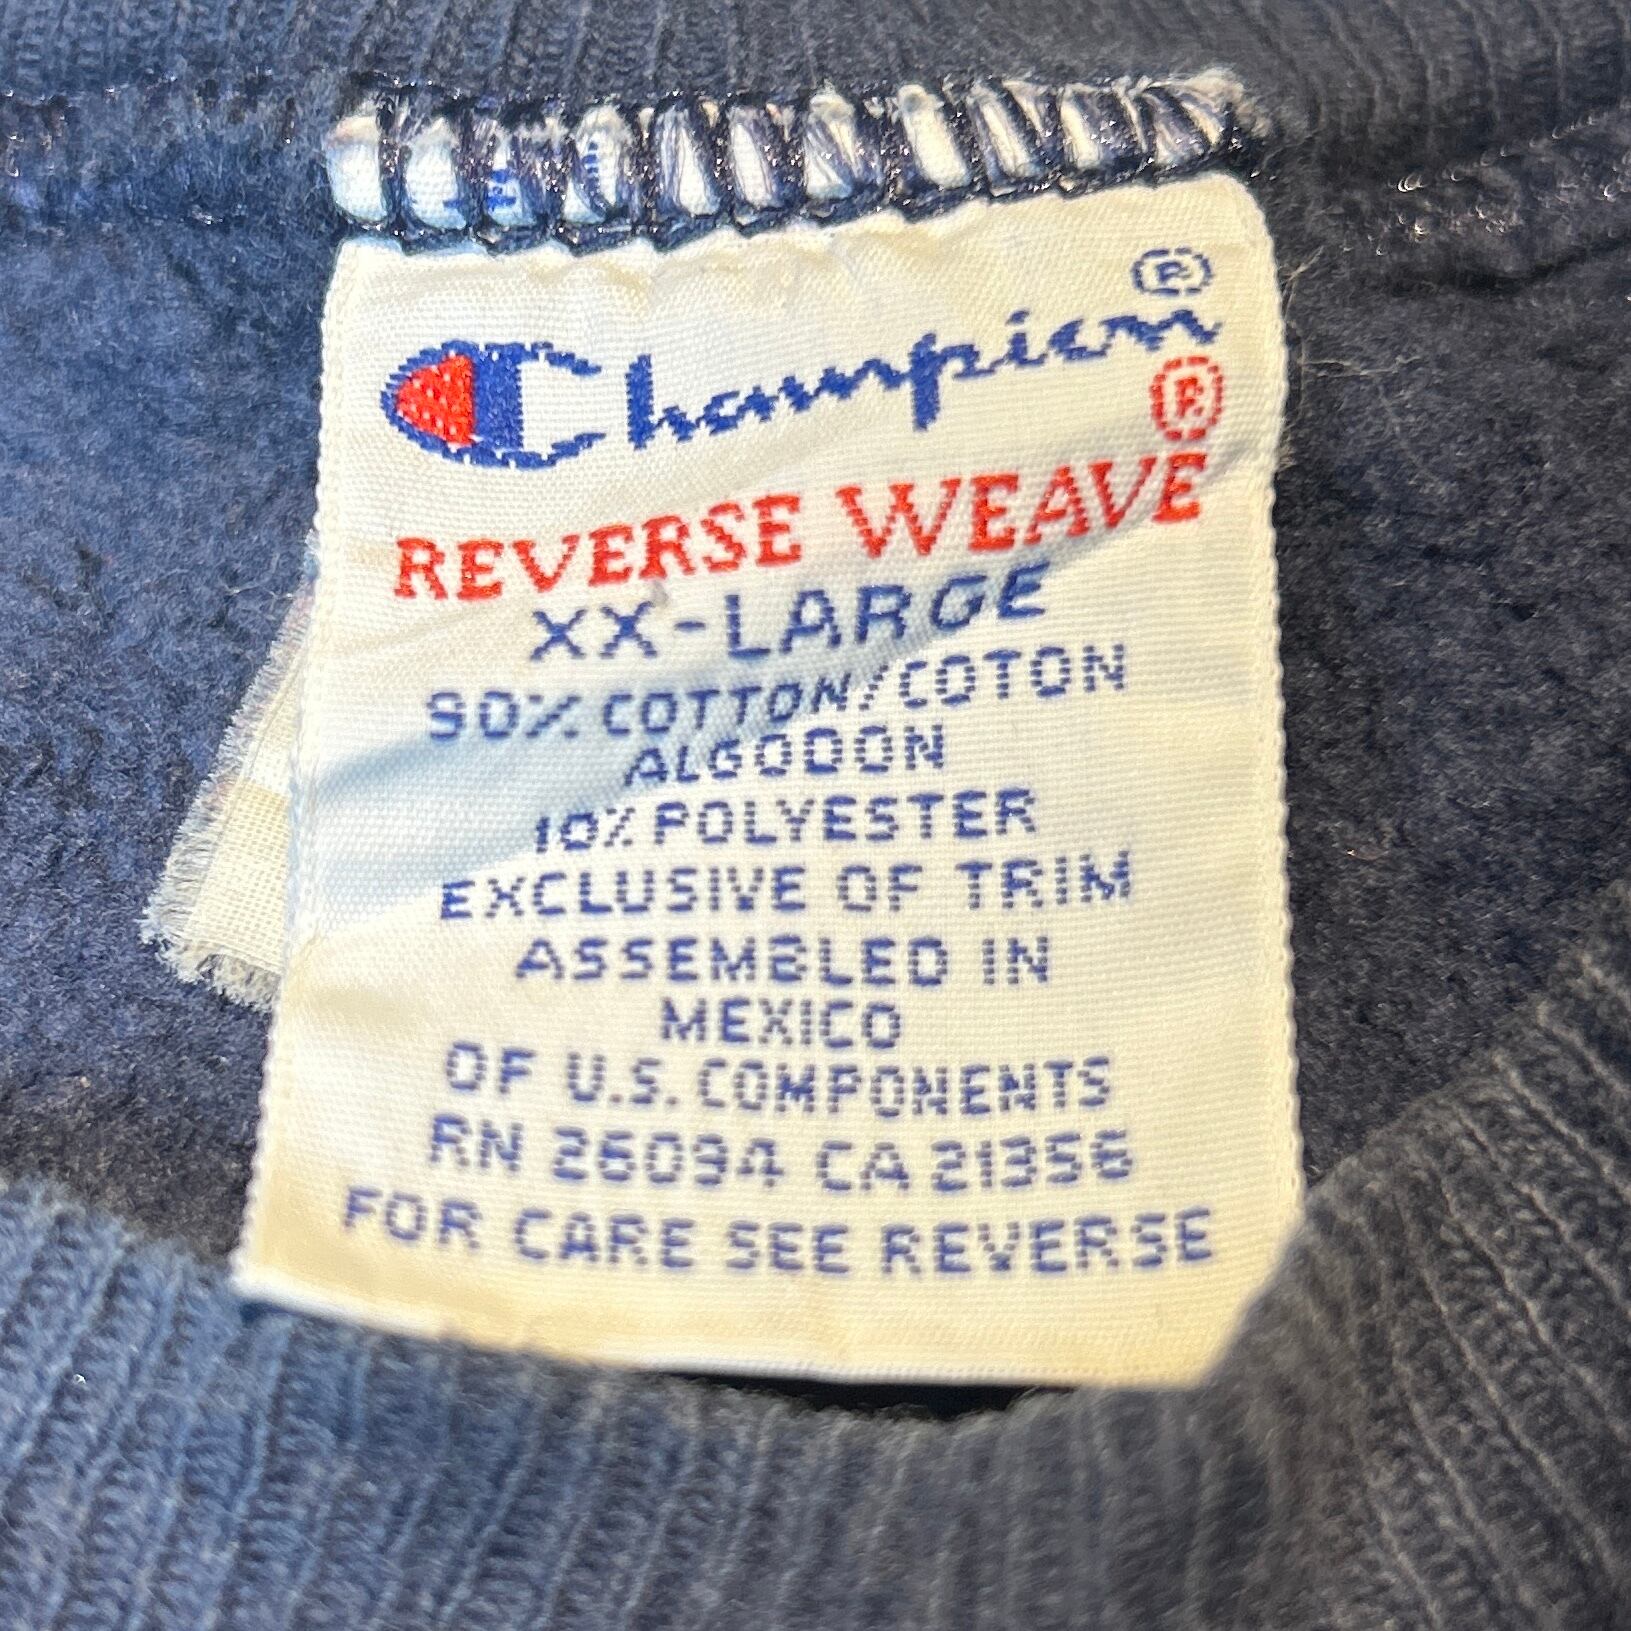 Champion®
®
REVERSE WEAVE
XX-LARGE
90% COTTON/COTON
ALGODON
10% POLYESTER
EXCLUSIVE OF TRIM
ASSEMBLED IN
MEXICO
OF U.S. COMPONENTS
RN 26094 CA 21356
FOR CARE SEE REVERSE